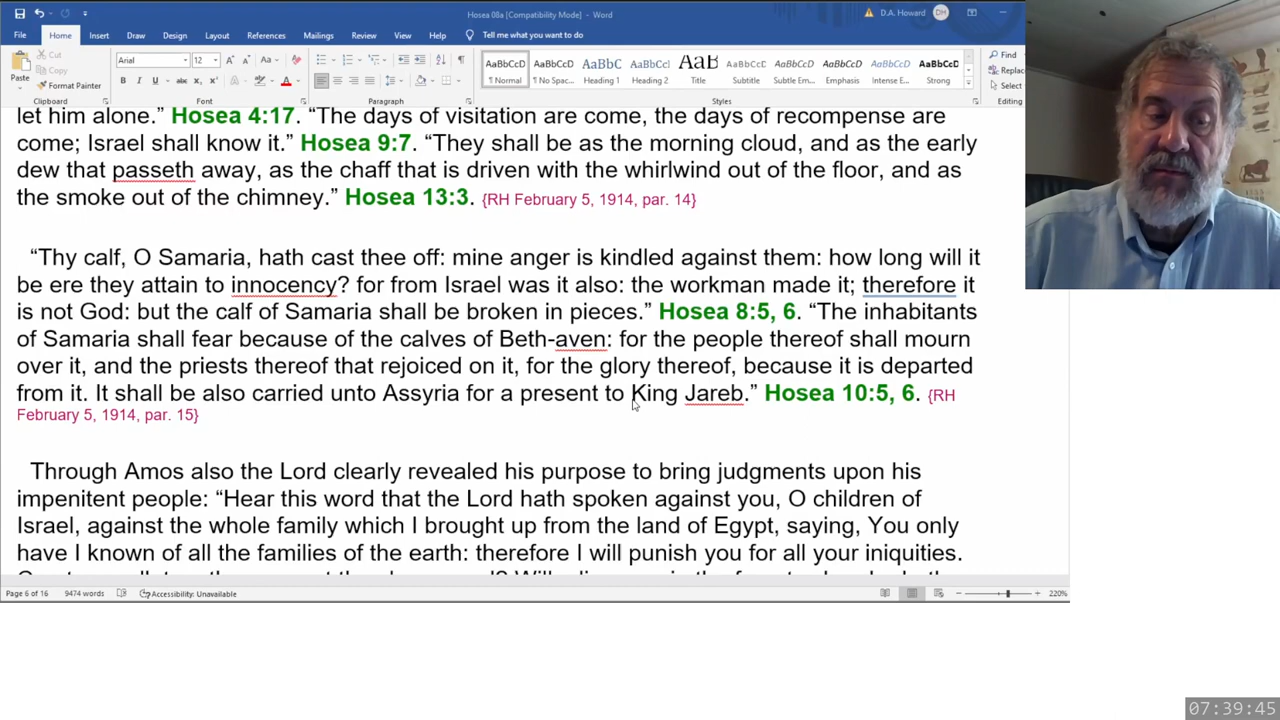 Hosea 08a [Compatibility Mode] - Word
D.A. Howard DH
File Home Insert Draw Design Layout References Mailings Review View Help Tell me what you want to do
Paste
Cut
Copy
Format Painter
Clipboard
Arial 12
Font
Paragraph
AaBbCcD AaBbCcD AaBbC AaBbCc AaB AaBbCcD AaBbCcD AaBbCcD AaBbCcD AaBbCcD
¶ Normal ¶ No Spac... Heading 1 Heading 2 Title Subtitle Subtle Em... Emphasis Intense E... Strong
Styles
Find
Replac
Select
Editing
let him alone.” Hosea 4:17. “The days of visitation are come, the days of recompense are
come; Israel shall know it.” Hosea 9:7. “They shall be as the morning cloud, and as the early
dew that passeth away, as the chaff that is driven with the whirlwind out of the floor, and as
the smoke out of the chimney.” Hosea 13:3. {RH February 5, 1914, par. 14}
“Thy calf, O Samaria, hath cast thee off: mine anger is kindled against them: how long will it
be ere they attain to innocency? for from Israel was it also: the workman made it; therefore it
is not God: but the calf of Samaria shall be broken in pieces.” Hosea 8:5, 6. “The inhabitants
of Samaria shall fear because of the calves of Beth-aven: for the people thereof shall mourn
over it, and the priests thereof that rejoiced on it, for the glory thereof, because it is departed
from it. It shall be also carried unto Assyria for a present to King Jareb.” Hosea 10:5, 6. {RH
February 5, 1914, par. 15}
Through Amos also the Lord clearly revealed his purpose to bring judgments upon his
impenitent people: “Hear this word that the Lord hath spoken against you, O children of
Israel, against the whole family which I brought up from the land of Egypt, saying, You only
have I known of all the families of the earth: therefore I will punish you for all your iniquities.
Page 6 of 16 9474 words Accessibility: Unavailable 220%
07:39:45